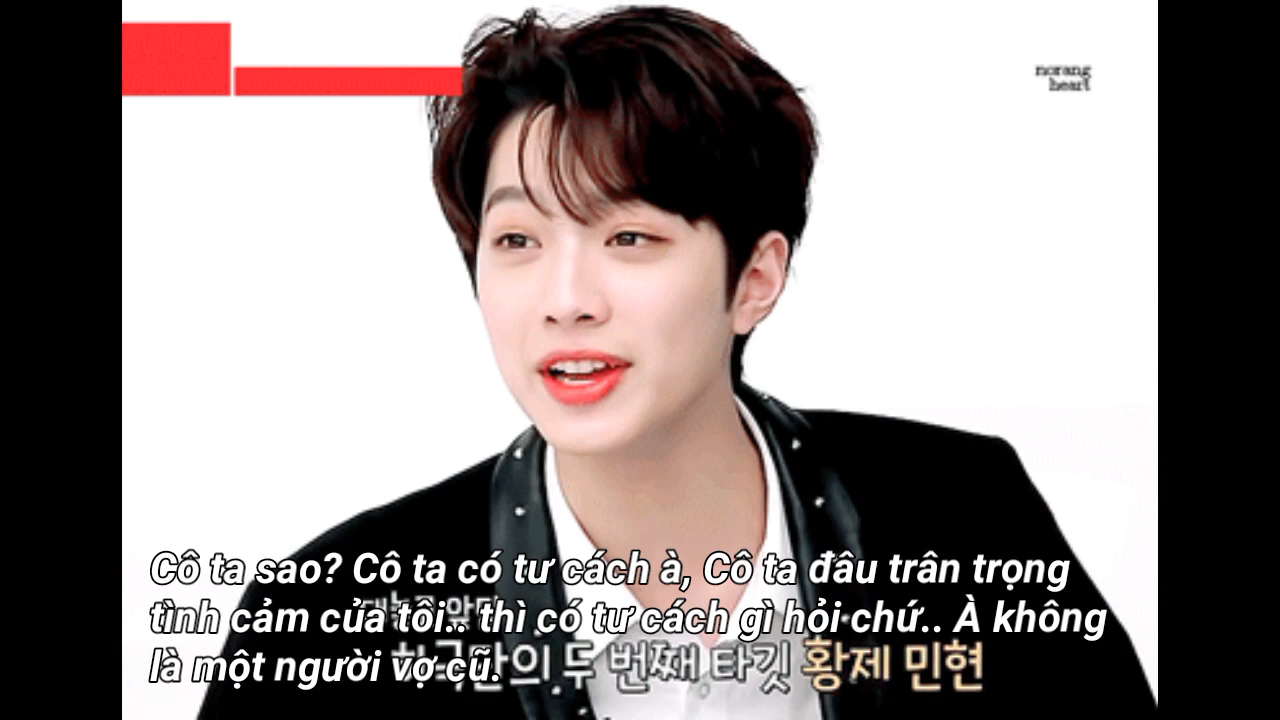 norang
heart
Cô ta sao? Cô ta có tư cách à, Cô ta đâu trân trọng
tình cảm cửa tôi.. thì có tư cách gì hỏi chứ.. À không
là một người vợ cũ.
두 번째 타깃 황제 민현